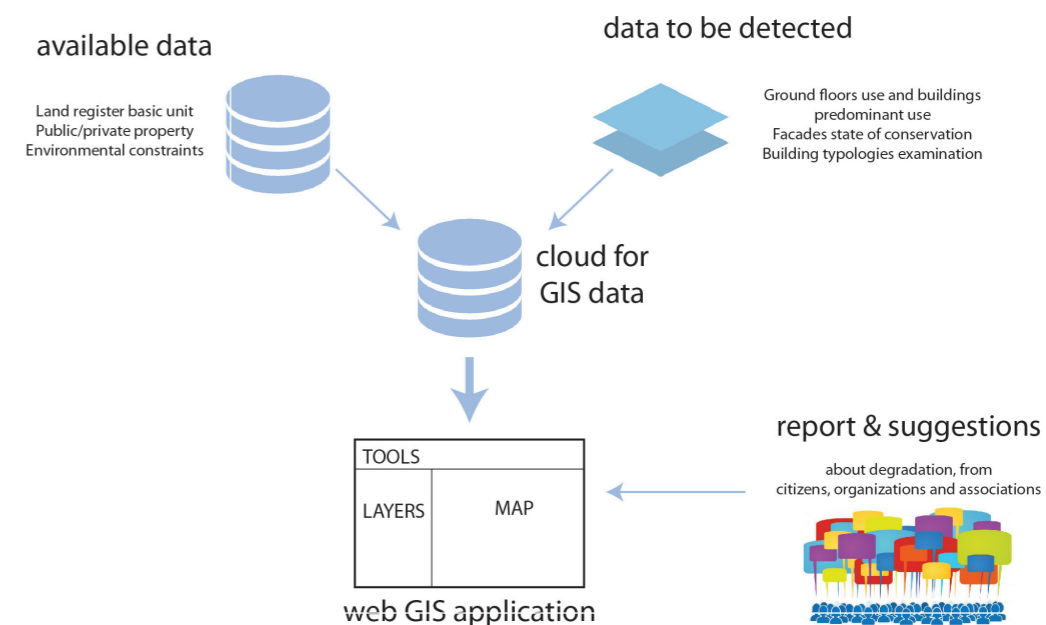 available data
Land register basic unit
Public/private property
Environmental constraints
data to be detected
Ground floors use and buildings
predominant use
Facades state of conservation
Building typologies examination
cloud for
GIS data
TOOLS
LAYERS
MAP
web GIS application
report & suggestions
about degradation, from
citizens, organizations and associations